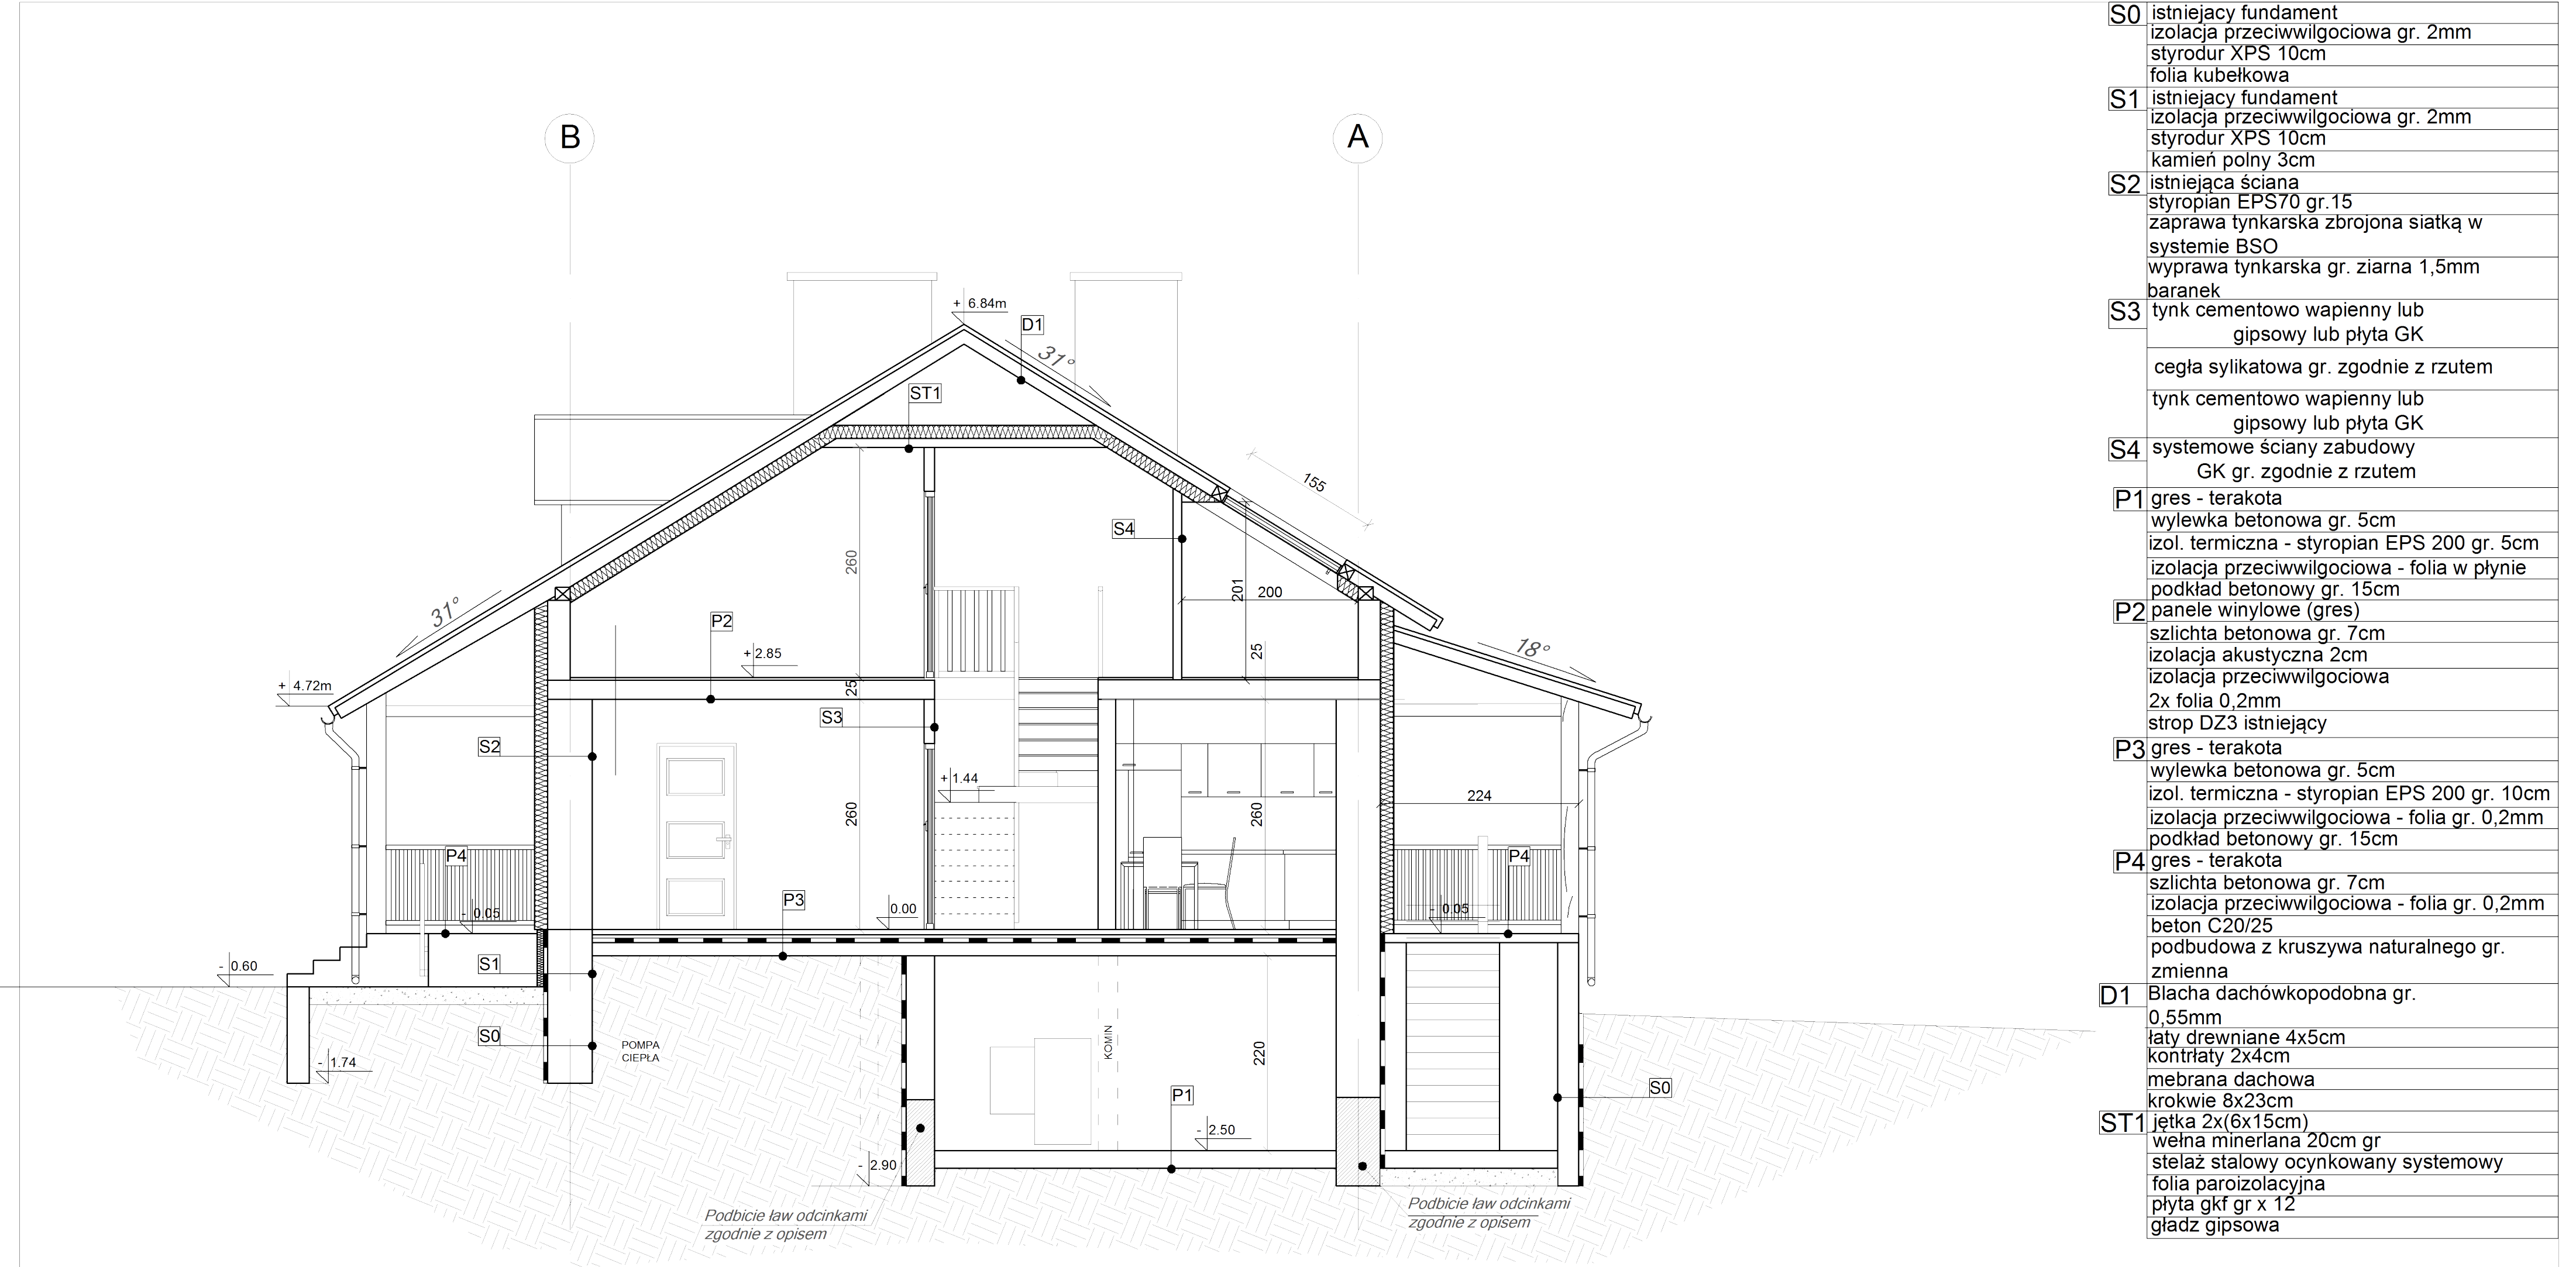 B
A
+ 6.84m
D1
31°
ST1
155
260
S4
201
200
31°
P2
+ 2.85
25
18°
+ 4.72m
25
S3
S2
+ 1.44
260
260
224
P4
P4
P3
- 0.05
0.00
- 0.05
- 0.60
S1
S0
POMPA
CIEPŁA
KOMIN
220
- 1.74
P1
S0
- 2.50
- 2.90
Podbicie ław odcinkami
zgodnie z opisem
Podbicie ław odcinkami
zgodnie z opisem
S0 istniejacy fundament
izolacja przeciwwilgociowa gr. 2mm
styrodur XPS 10cm
folia kubełkowa
S1 istniejacy fundament
izolacja przeciwwilgociowa gr. 2mm
styrodur XPS 10cm
kamień polny 3cm
S2 istniejąca ściana
styropian EPS70 gr.15
zaprawa tynkarska zbrojona siatką w
systemie BSO
wyprawa tynkarska gr. ziarna 1,5mm
baranek
S3 tynk cementowo wapienny lub
gipsowy lub płyta GK
cegła sylikatowa gr. zgodnie z rzutem
tynk cementowo wapienny lub
gipsowy lub płyta GK
S4 systemowe ściany zabudowy
GK gr. zgodnie z rzutem
P1 gres - terakota
wylewka betonowa gr. 5cm
izol. termiczna - styropian EPS 200 gr. 5cm
izolacja przeciwwilgociowa - folia w płynie
podkład betonowy gr. 15cm
P2 panele winylowe (gres)
szlichta betonowa gr. 7cm
izolacja akustyczna 2cm
izolacja przeciwwilgociowa
2x folia 0,2mm
strop DZ3 istniejący
P3 gres - terakota
wylewka betonowa gr. 5cm
izol. termiczna - styropian EPS 200 gr. 10cm
izolacja przeciwwilgociowa - folia gr. 0,2mm
podkład betonowy gr. 15cm
P4 gres - terakota
szlichta betonowa gr. 7cm
izolacja przeciwwilgociowa - folia gr. 0,2mm
beton C20/25
podbudowa z kruszywa naturalnego gr.
zmienna
D1 Blacha dachówkopodobna gr.
0,55mm
łaty drewniane 4x5cm
kontrłaty 2x4cm
mebrana dachowa
krokwie 8x23cm
ST1 jętka 2x(6x15cm)
wełna minerlana 20cm gr
stelaż stalowy ocynkowany systemowy
folia paroizolacyjna
płyta gkf gr x 12
gładz gipsowa